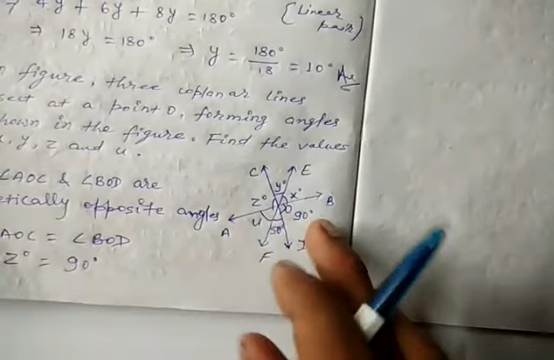 4y + 6y + 8y = 180° (Linear pair)
⇒ 18y = 180° ⇒ y = 180°/18 = 10° Ans
figure, three coplanar lines
sect at a point O, forming angles
hown in the figure. Find the values
x, y, z and u.
∠AOC & ∠BOD are
etically opposite angles
AOC = ∠BOD
z° = 90°
C E
y° x°
z° B
90°
A u
50°
F